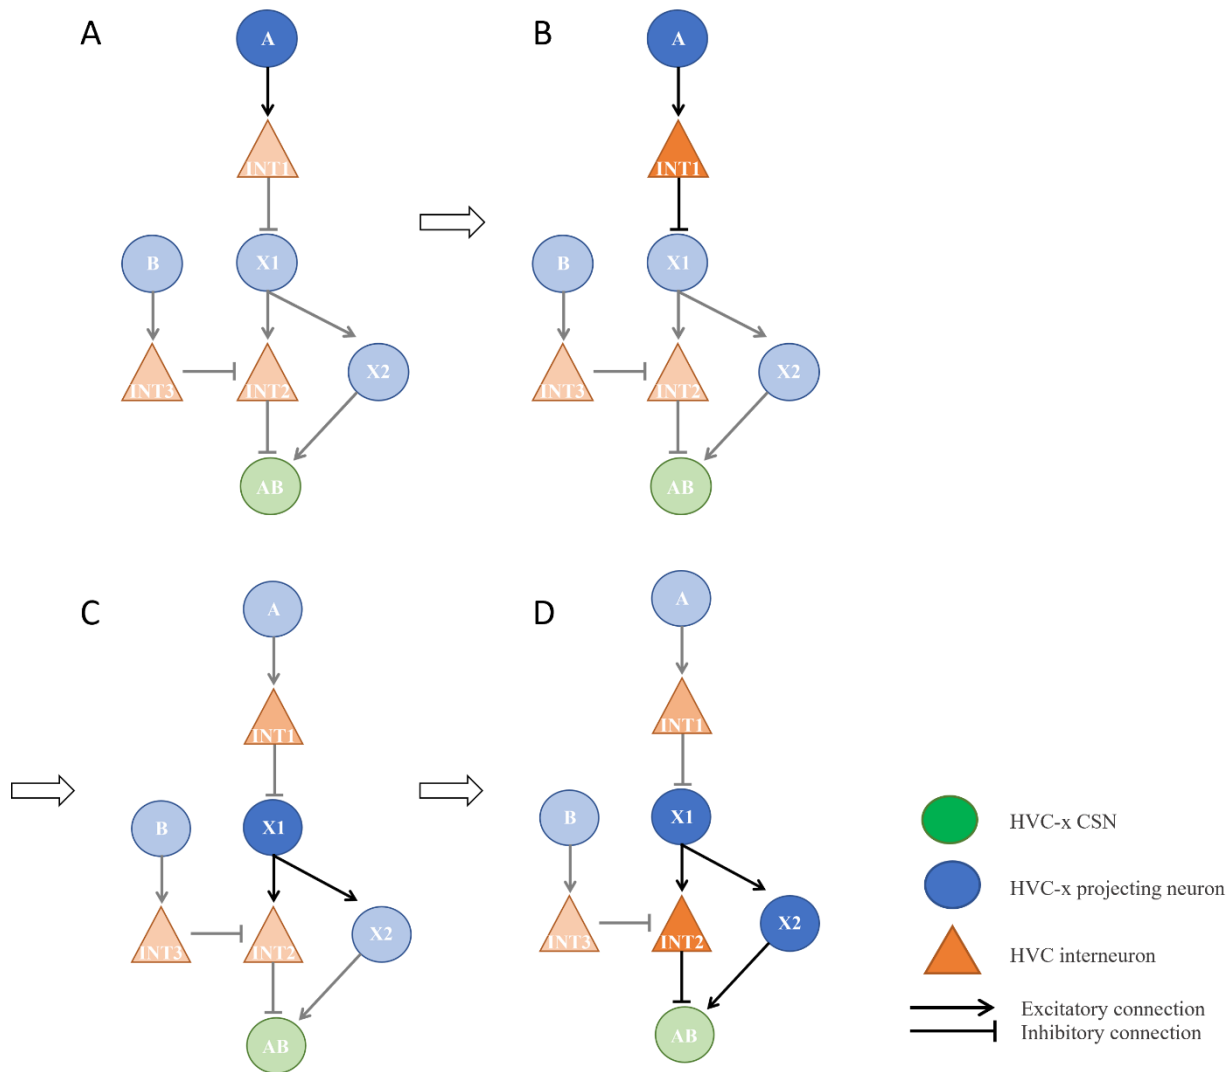 A
A
INT1
B
X1
INT3
INT2
X2
AB
B
A
INT1
B
X1
INT3
INT2
X2
AB
C
A
INT1
B
X1
INT3
INT2
X2
AB
D
A
INT1
B
X1
INT3
INT2
X2
AB
HVC-x CSN
HVC-x projecting neuron
HVC interneuron
Excitatory connection
Inhibitory connection